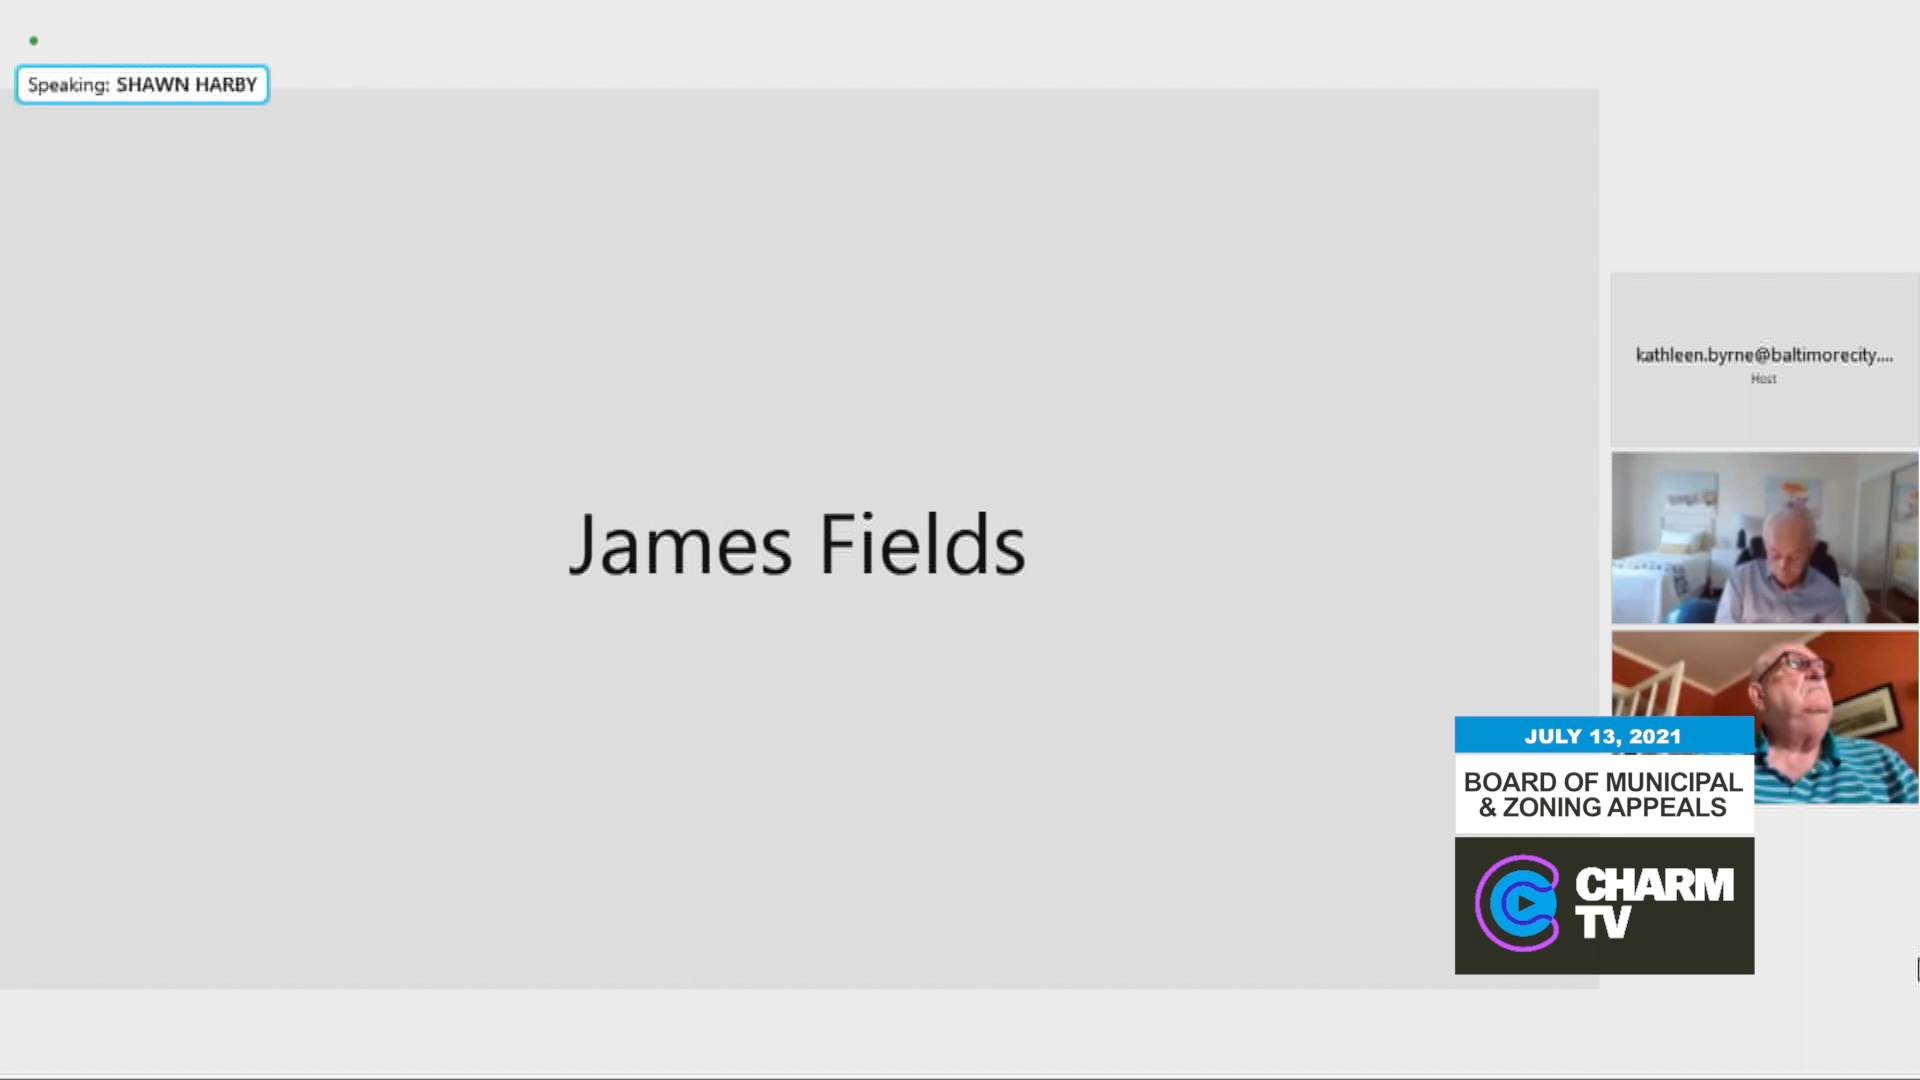 Speaking: SHAWN HARBY
James Fields
kathleen.byrne@baltimorecity....
Host
JULY 13, 2021
BOARD OF MUNICIPAL
& ZONING APPEALS
CHARM
TV